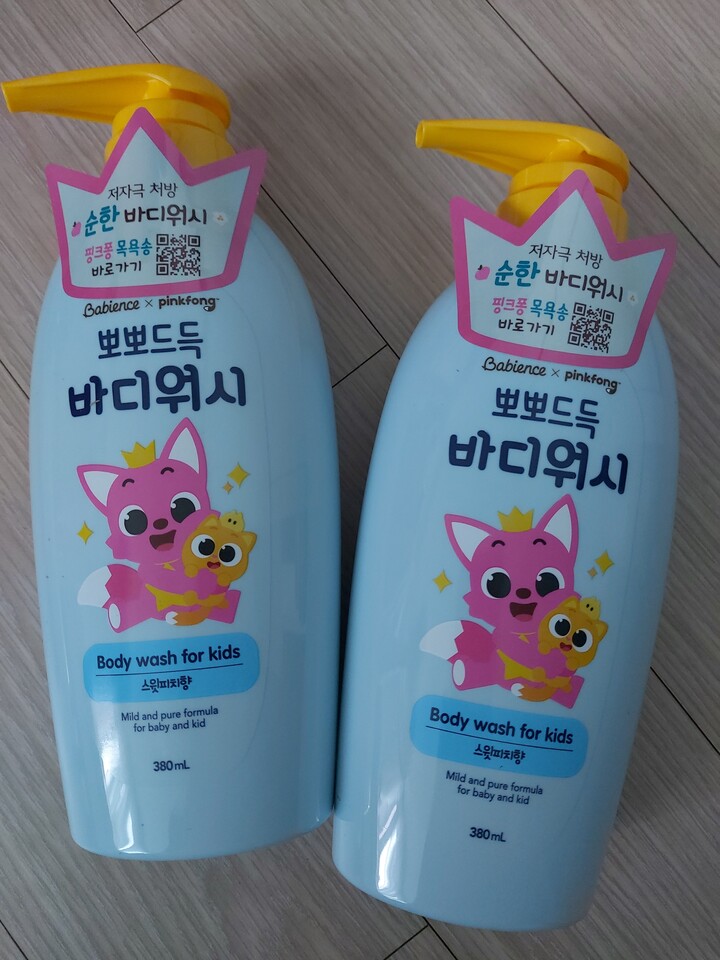 저자극 처방
순한 바디워시
핑크퐁 목욕송
바로가기
Babience × pinkfong™
뽀뽀드득
바디워시
Body wash for kids
스윗피치향
Mild and pure formula
for baby and kid
380mL
저자극 처방
순한 바디워시
핑크퐁 목욕송
바로가기
Babience × pinkfong™
뽀뽀드득
바디워시
Body wash for kids
스윗피치향
Mild and pure formula
for baby and kid
380mL